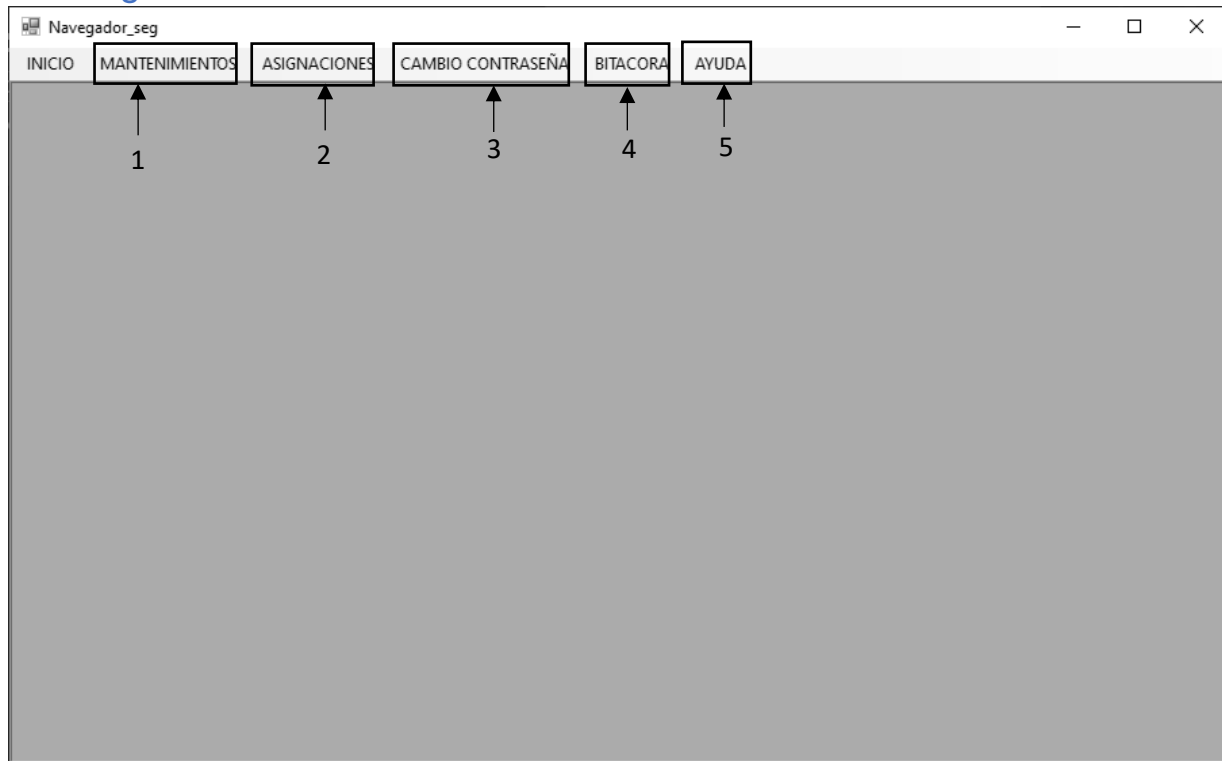 Navegador_seg
INICIO MANTENIMIENTOS ASIGNACIONES CAMBIO CONTRASEÑA BITACORA AYUDA
1 2 3 4 5